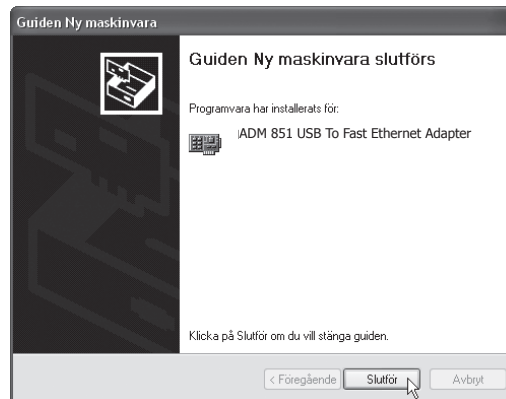 Guiden Ny maskinvara
Guiden Ny maskinvara slutförs
Programvara har installerats för:
ADM 851 USB To Fast Ethernet Adapter
Klicka på Slutför om du vill stänga guiden.
< Föregående Slutför Avbryt